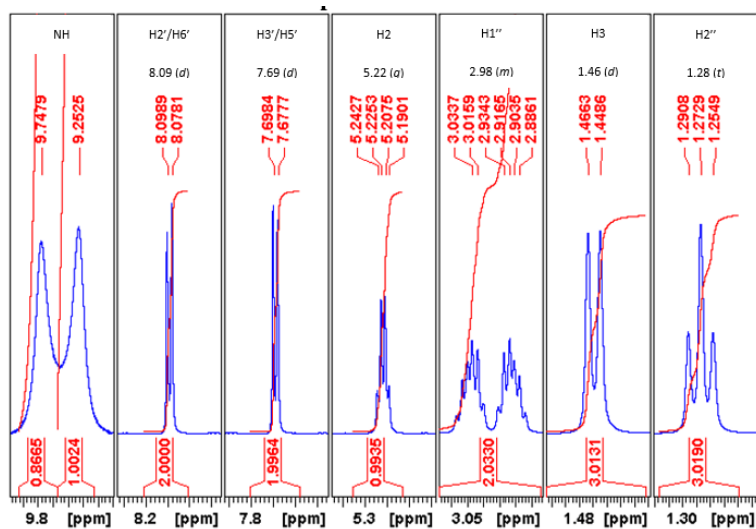 NH
H2’/H6’
H3’/H5’
H2
H1’’
H3
H2’’
8.09 (d)
7.69 (d)
5.22 (q)
2.98 (m)
1.46 (d)
1.28 (t)
9.7479
9.2525
8.0989
8.0781
7.6984
7.6777
5.2427
5.2253
5.2075
5.1901
3.0337
3.0159
2.9343
2.9165
2.9035
2.8861
1.4663
1.4486
1.2908
1.2729
1.2549
0.8665
1.0024
2.0000
1.9964
0.9935
2.0330
3.0131
3.0190
9.8 [ppm]
8.2 [ppm]
7.8 [ppm]
5.3 [ppm]
3.05 [ppm]
1.48 [ppm]
1.30 [ppm]